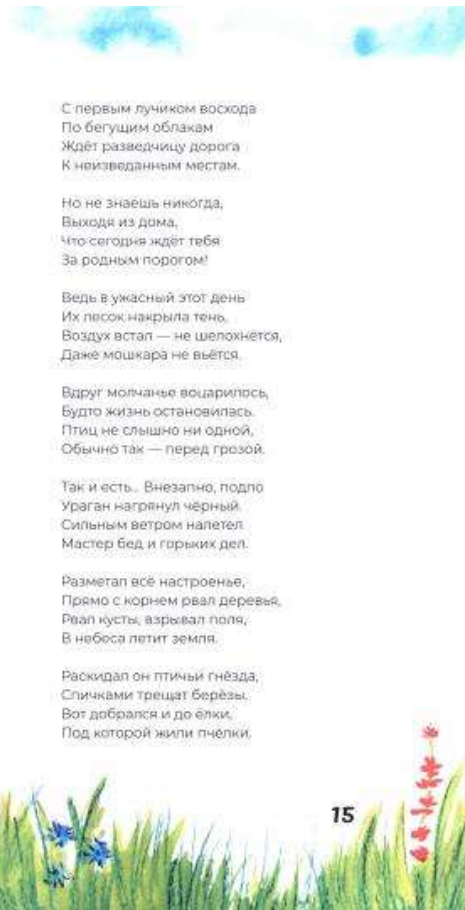 С первым лучиком восхода
По бегущим облакам
Ждёт разведчицу дорога
К неизведанным местам.
Но не знаешь никогда,
Выходя из дома,
Что сегодня ждёт тебя
За родным порогом!
Ведь в ужасный этот день
Их лесок накрыла тень,
Воздух встал — не шелохнётся,
Даже мошкара не вьётся.
Вдруг молчанье воцарилось,
Будто жизнь остановилась.
Птиц не слышно ни одной,
Обычно так — перед грозой.
Так и есть... Внезапно, подло
Ураган нагрянул чёрный.
Сильным ветром налетел
Мастер бед и горьких дел.
Разметал всё настроенье,
Прямо с корнем рвал деревья,
Рвал кусты, взрывал поля,
В небеса летит земля.
Раскидал он птичьи гнёзда,
Спичками трещат берёзы.
Вот добрался и до ёлки,
Под которой жили пчёлки.
15